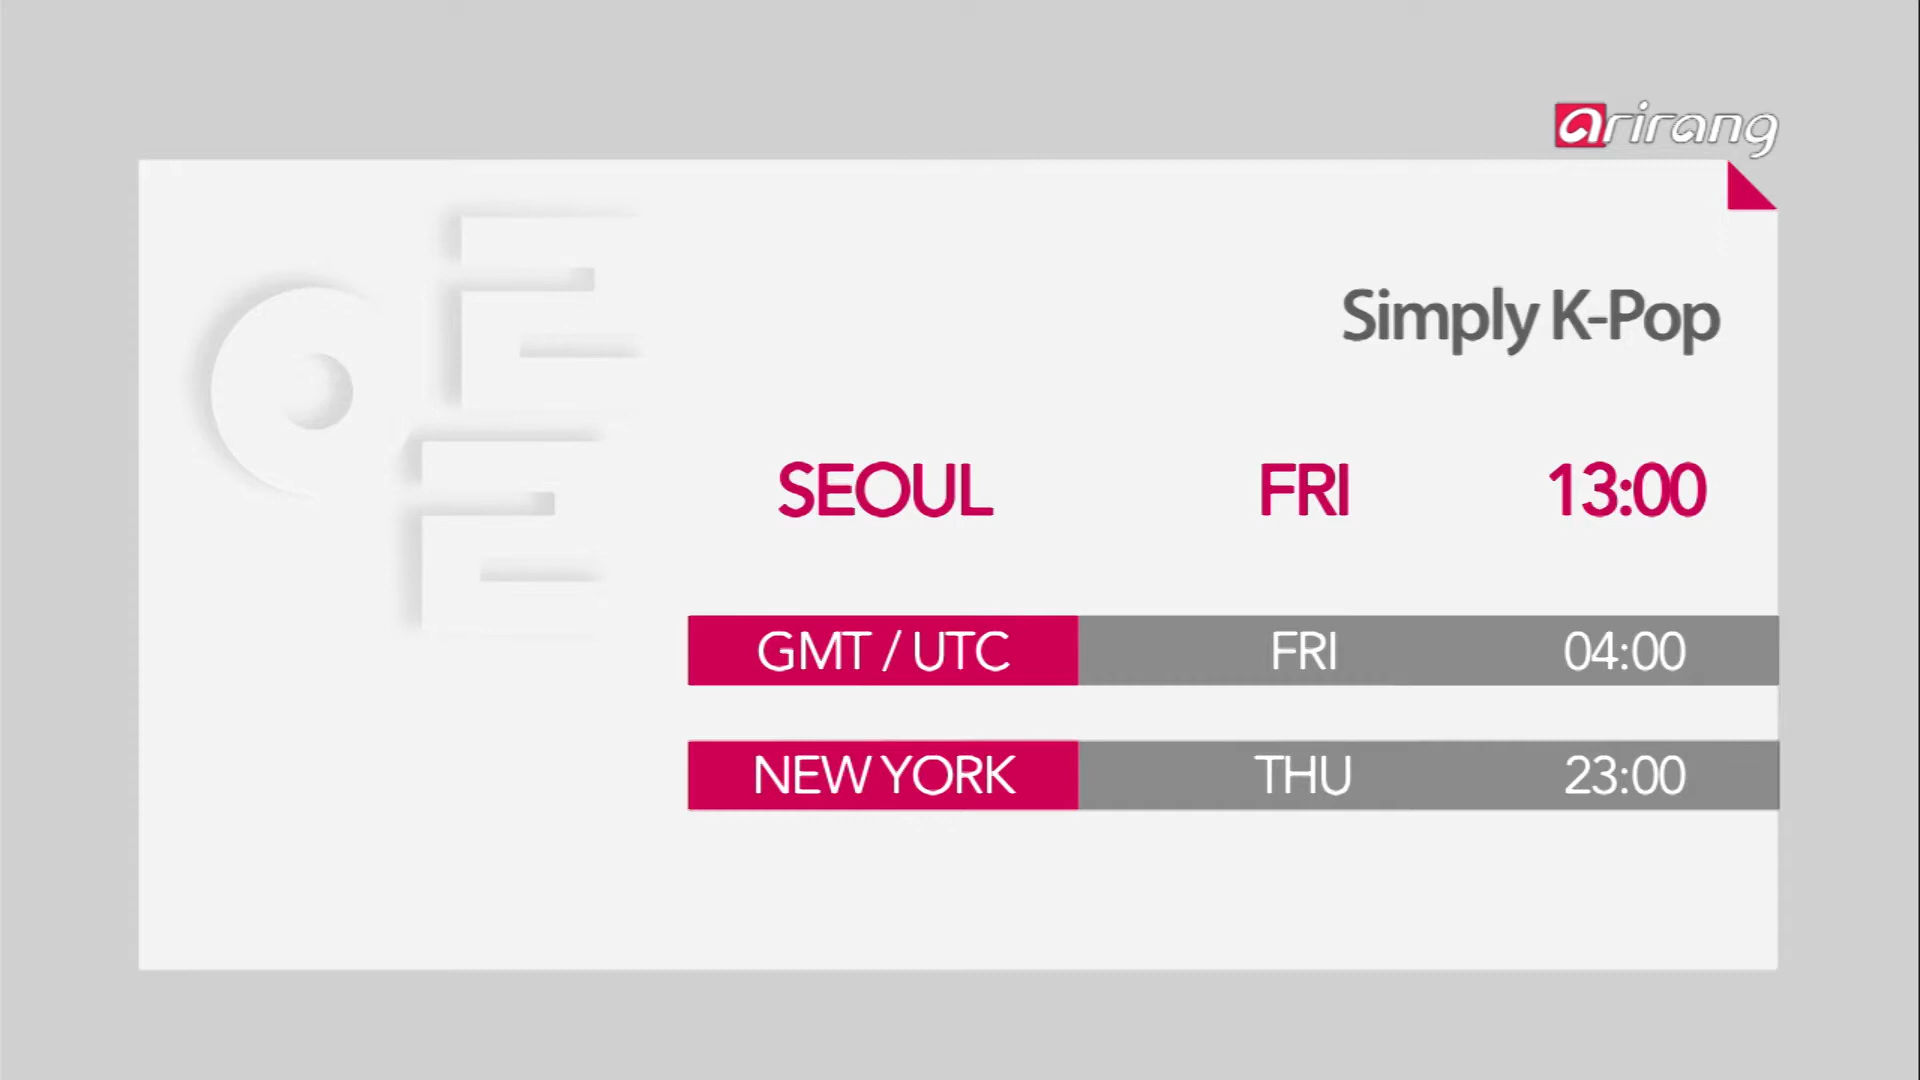 arirang
Simply K-Pop
SEOUL FRI 13:00
GMT / UTC FRI 04:00
NEW YORK THU 23:00